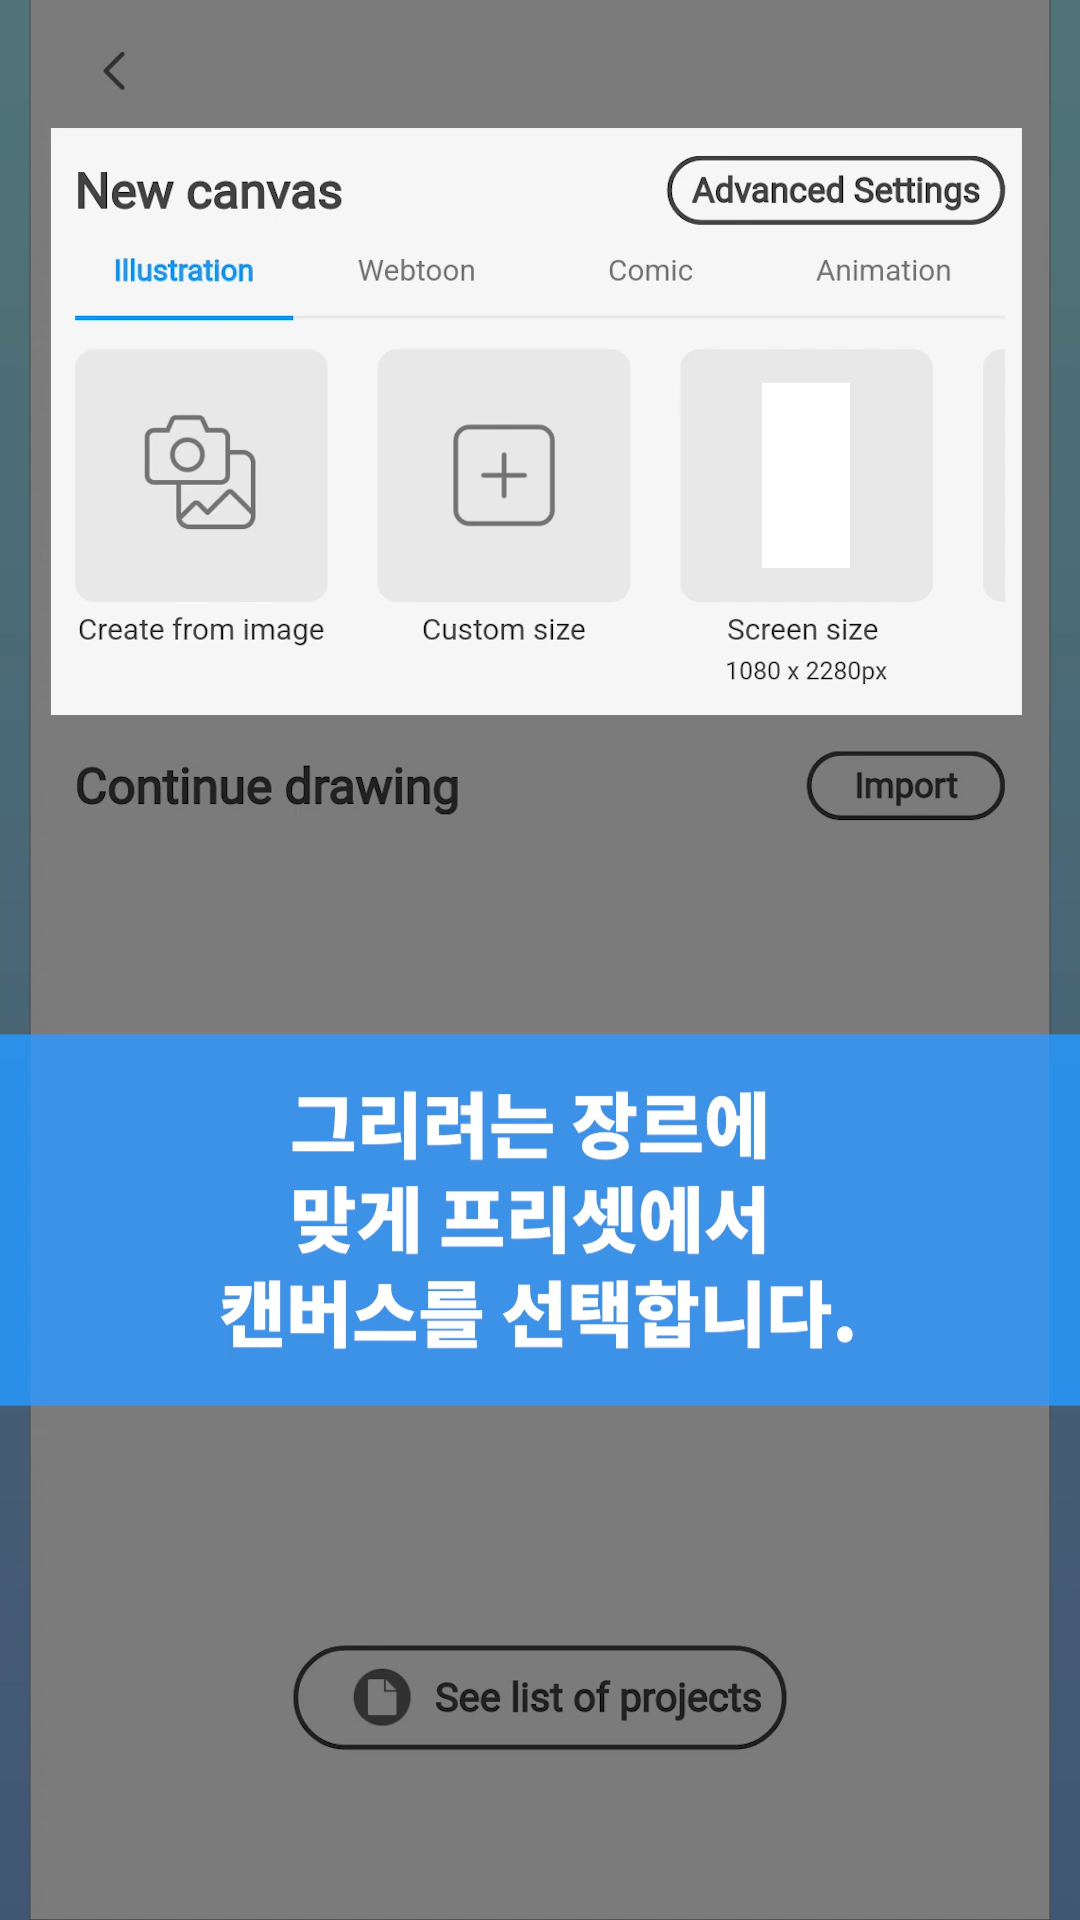 New canvas
Advanced Settings
Illustration
Webtoon
Comic
Animation
Create from image
Custom size
Screen size
1080 x 2280px
Continue drawing
Import
그리려는 장르에
맞게 프리셋에서
캔버스를 선택합니다.
See list of projects